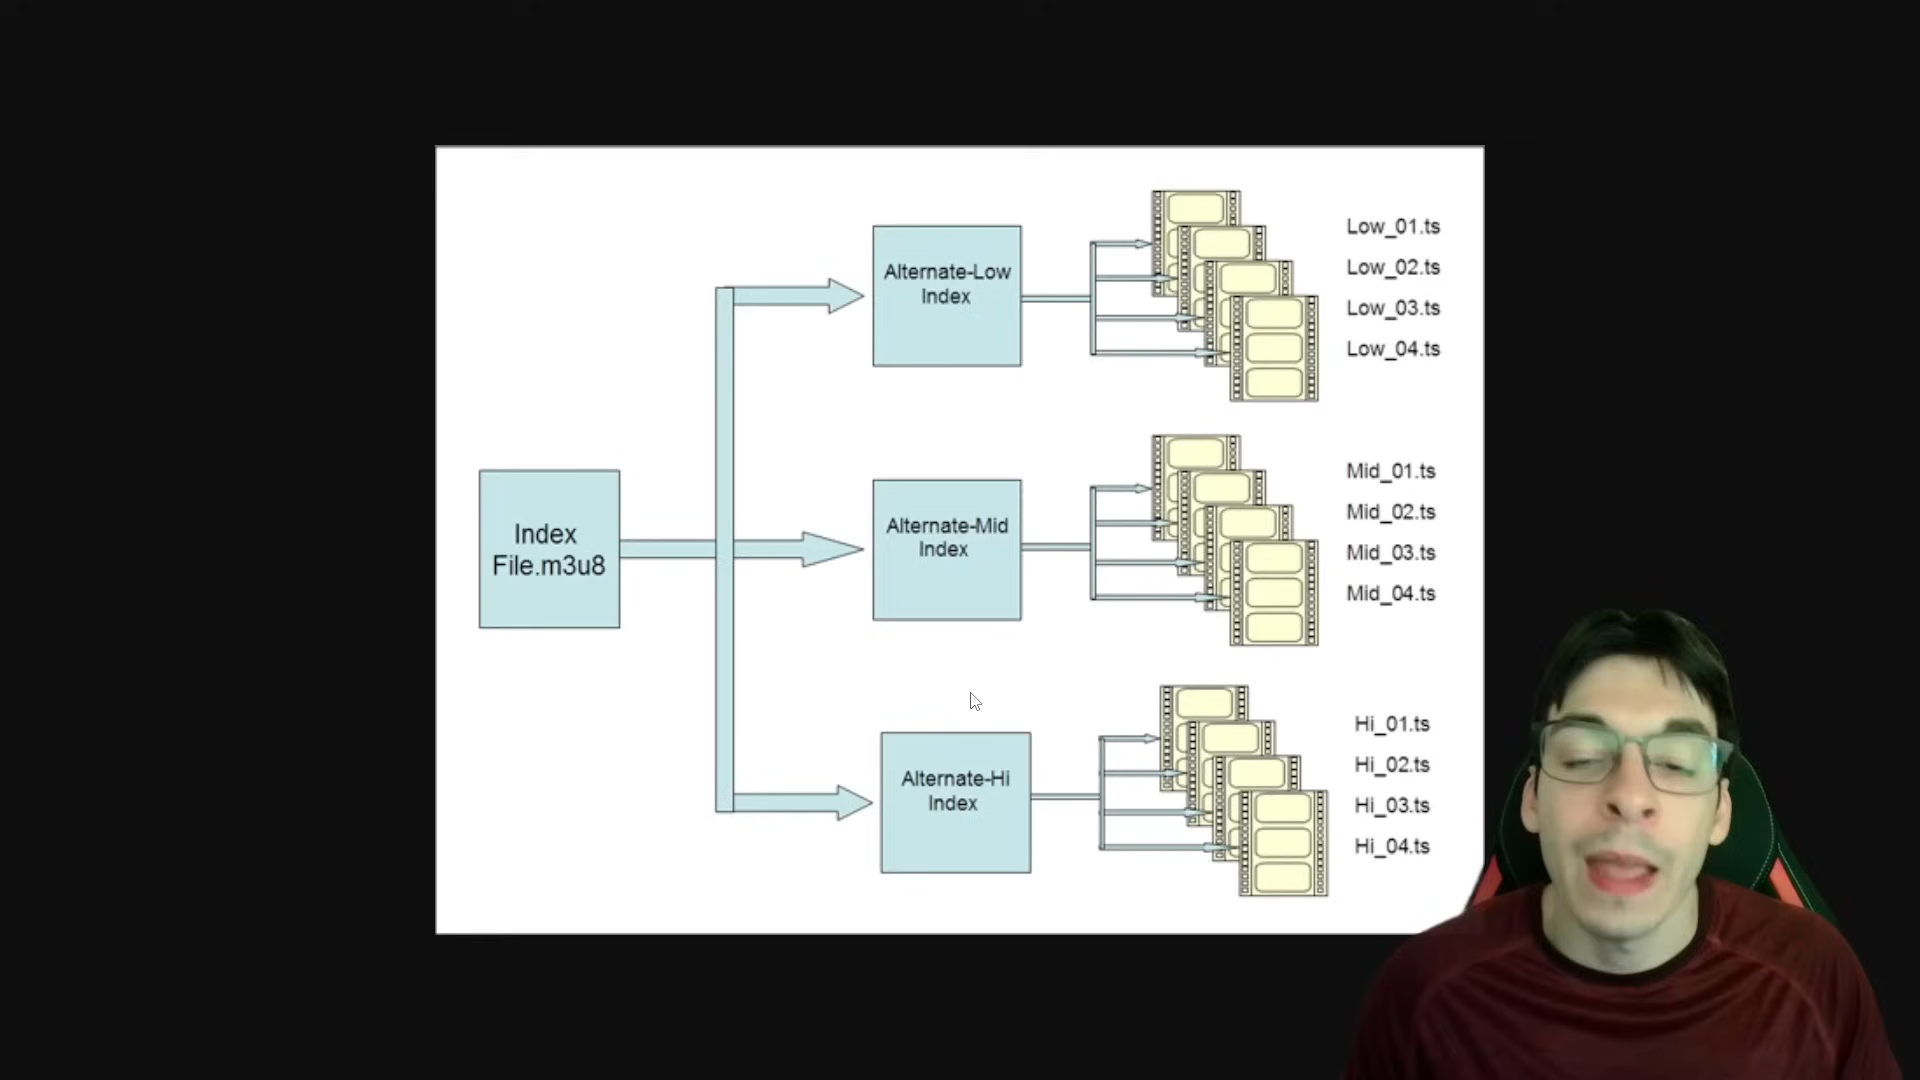 Index
File.m3u8
Alternate-Low
Index
Low_01.ts
Low_02.ts
Low_03.ts
Low_04.ts
Alternate-Mid
Index
Mid_01.ts
Mid_02.ts
Mid_03.ts
Mid_04.ts
Alternate-Hi
Index
Hi_01.ts
Hi_02.ts
Hi_03.ts
Hi_04.ts